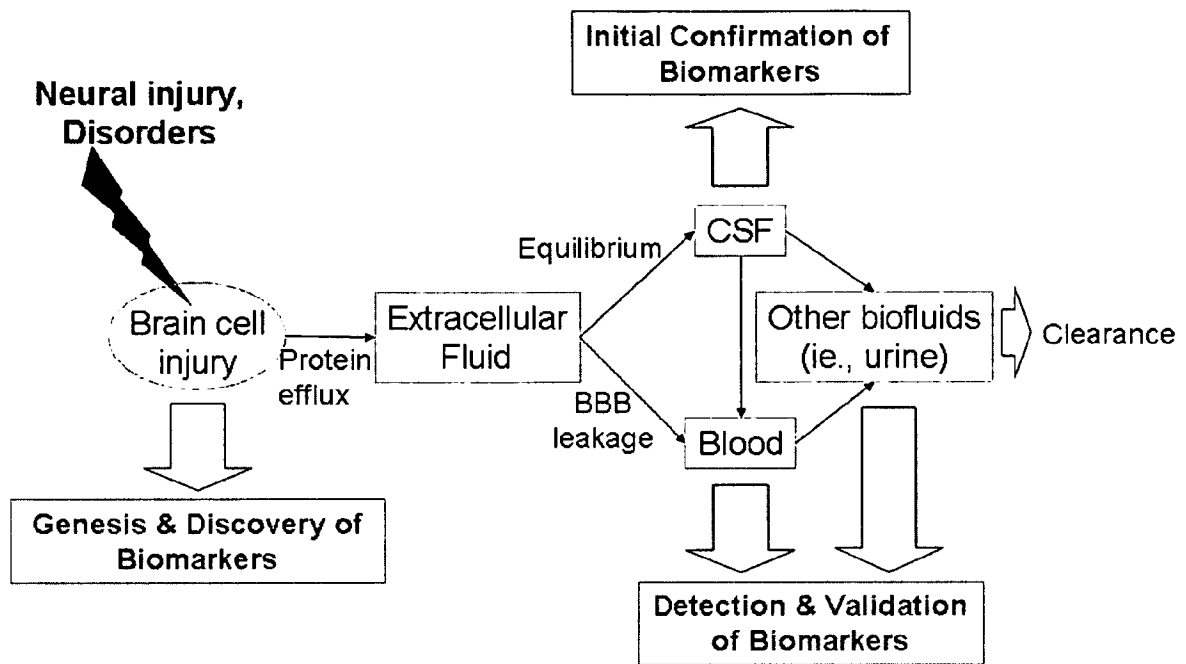 Initial Confirmation of
Biomarkers
Neural injury,
Disorders
CSF
Equilibrium
Brain cell
injury
Protein
efflux
Extracellular
Fluid
Other biofluids
(ie., urine)
Clearance
BBB
leakage
Blood
Genesis & Discovery of
Biomarkers
Detection & Validation
of Biomarkers